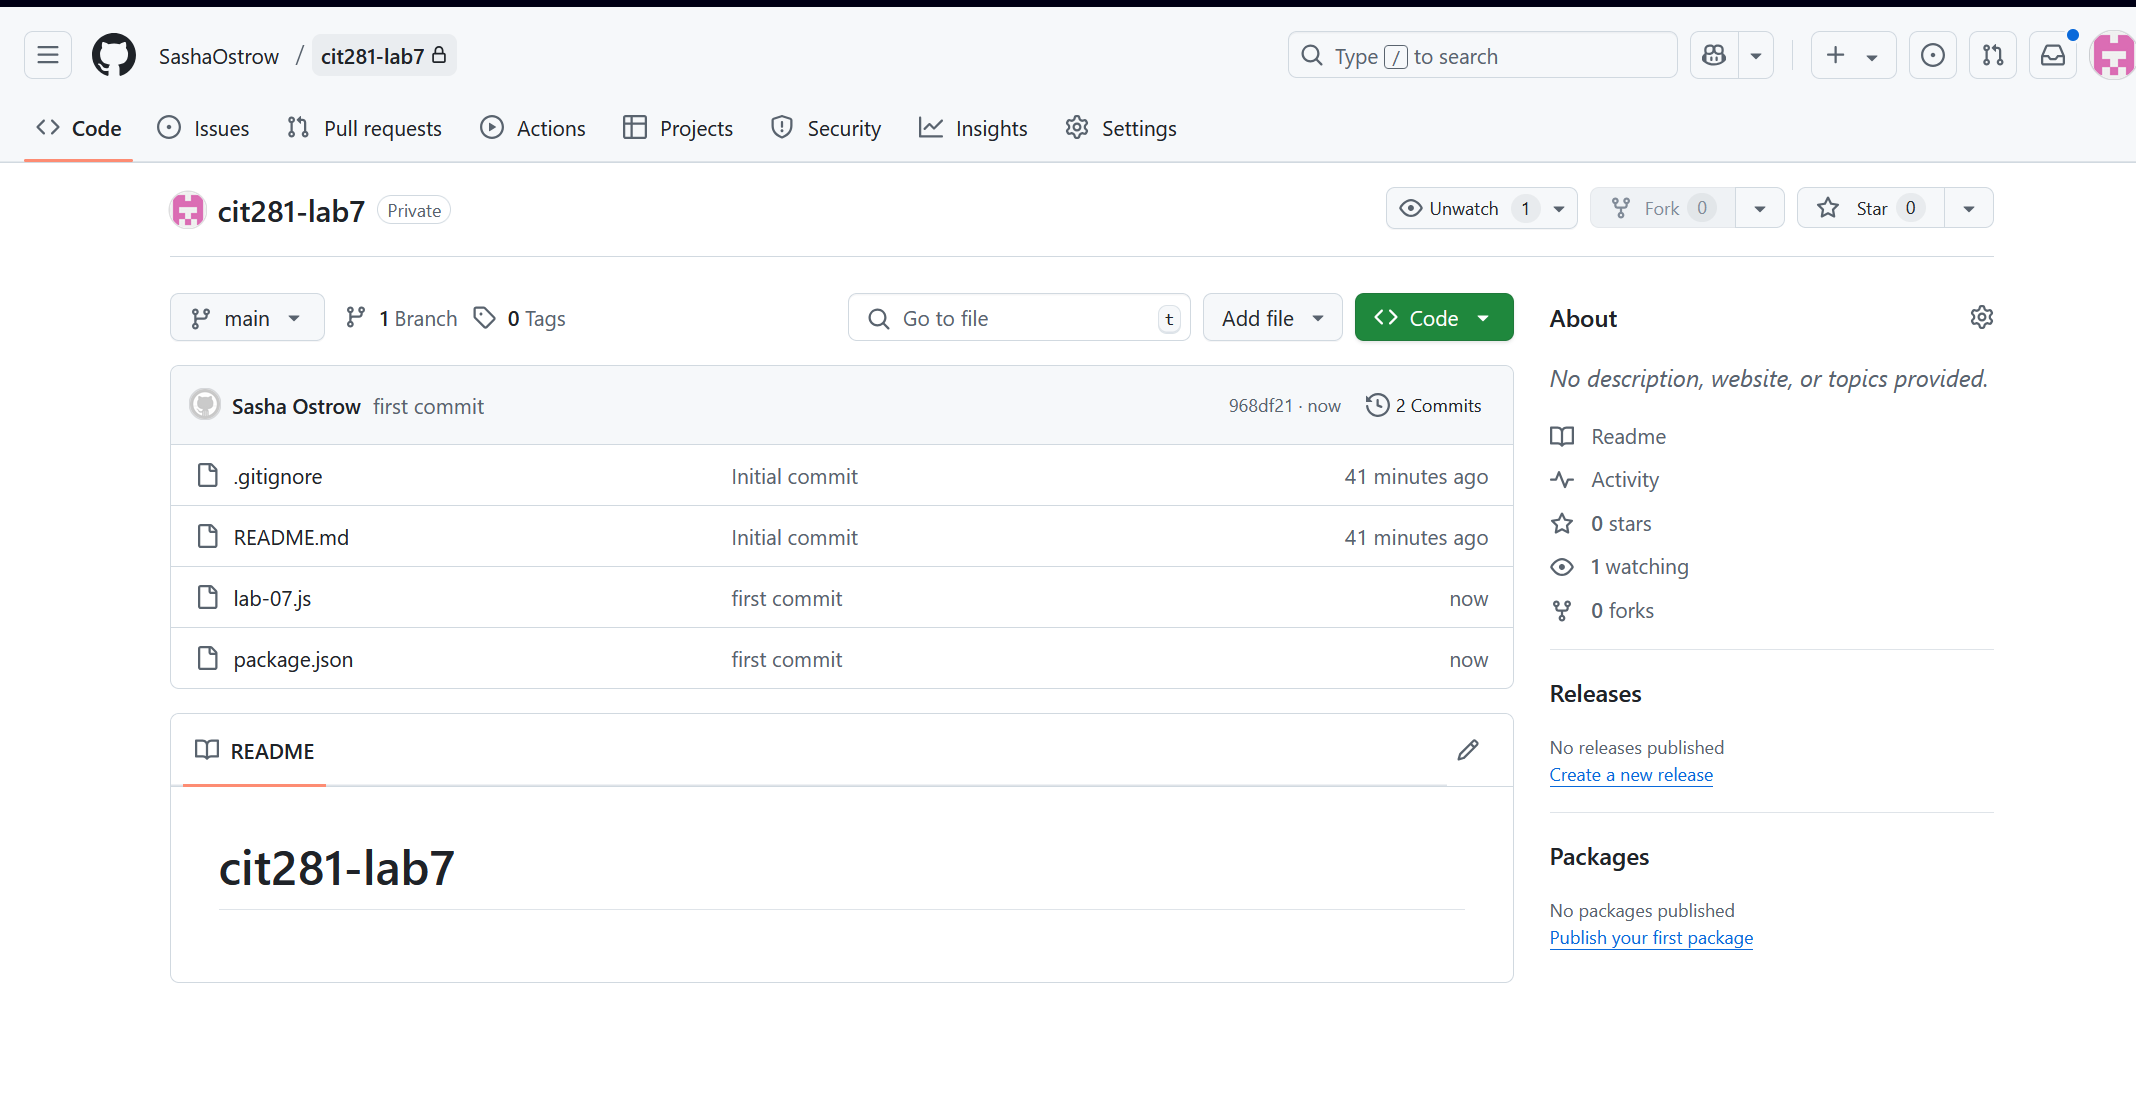 SashaOstrow / cit281-lab7
Type / to search
Code Issues Pull requests Actions Projects Security Insights Settings
cit281-lab7 Private
Unwatch 1 Fork 0 Star 0
main 1 Branch 0 Tags Go to file t Add file Code
Sasha Ostrow first commit 968df21 · now 2 Commits
.gitignore Initial commit 41 minutes ago
README.md Initial commit 41 minutes ago
lab-07.js first commit now
package.json first commit now
README
cit281-lab7
About
No description, website, or topics provided.
Readme
Activity
0 stars
1 watching
0 forks
Releases
No releases published
Create a new release
Packages
No packages published
Publish your first package